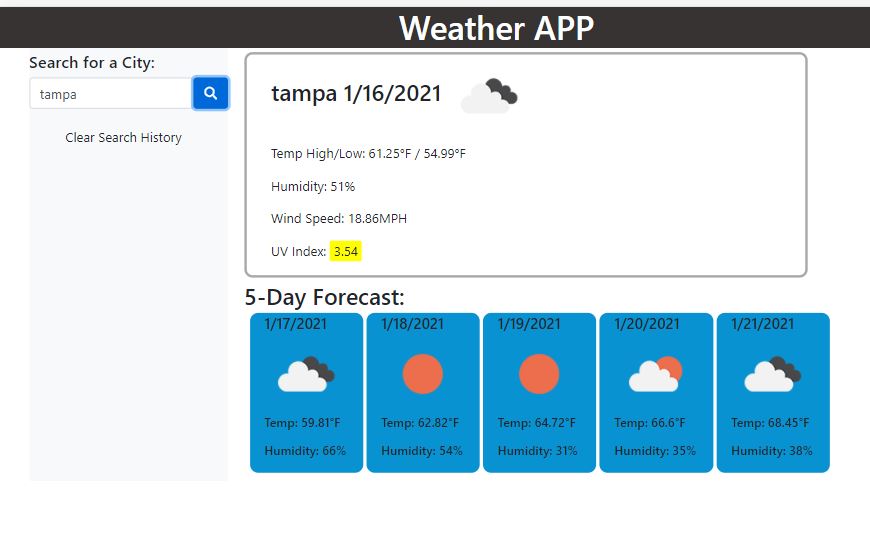 Weather APP
Search for a City:
tampa
Clear Search History
tampa 1/16/2021
Temp High/Low: 61.25°F / 54.99°F
Humidity: 51%
Wind Speed: 18.86MPH
UV Index: 3.54
5-Day Forecast:
1/17/2021
Temp: 59.81°F
Humidity: 66%
1/18/2021
Temp: 62.82°F
Humidity: 54%
1/19/2021
Temp: 64.72°F
Humidity: 31%
1/20/2021
Temp: 66.6°F
Humidity: 35%
1/21/2021
Temp: 68.45°F
Humidity: 38%